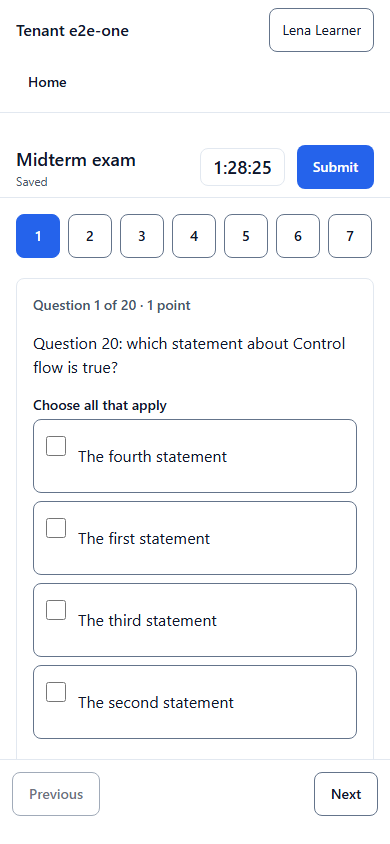 Tenant e2e-one
Lena Learner
Home
Midterm exam
Saved
1:28:25
Submit
1
2
3
4
5
6
7
Question 1 of 20 · 1 point
Question 20: which statement about Control
flow is true?
Choose all that apply
The fourth statement
The first statement
The third statement
The second statement
Previous
Next